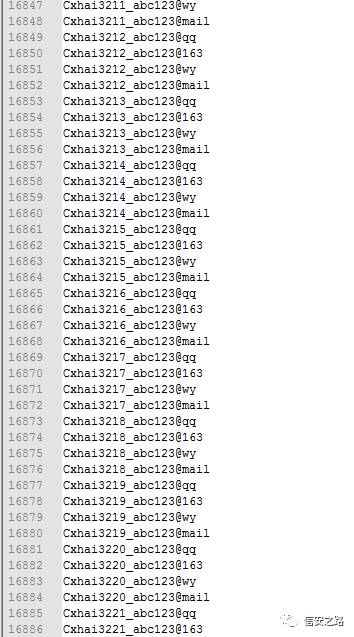 16847 Cxhai3211_abc123@wy
16848 Cxhai3211_abc123@mail
16849 Cxhai3212_abc123@qq
16850 Cxhai3212_abc123@163
16851 Cxhai3212_abc123@wy
16852 Cxhai3212_abc123@mail
16853 Cxhai3213_abc123@qq
16854 Cxhai3213_abc123@163
16855 Cxhai3213_abc123@wy
16856 Cxhai3213_abc123@mail
16857 Cxhai3214_abc123@qq
16858 Cxhai3214_abc123@163
16859 Cxhai3214_abc123@wy
16860 Cxhai3214_abc123@mail
16861 Cxhai3215_abc123@qq
16862 Cxhai3215_abc123@163
16863 Cxhai3215_abc123@wy
16864 Cxhai3215_abc123@mail
16865 Cxhai3216_abc123@qq
16866 Cxhai3216_abc123@163
16867 Cxhai3216_abc123@wy
16868 Cxhai3216_abc123@mail
16869 Cxhai3217_abc123@qq
16870 Cxhai3217_abc123@163
16871 Cxhai3217_abc123@wy
16872 Cxhai3217_abc123@mail
16873 Cxhai3218_abc123@qq
16874 Cxhai3218_abc123@163
16875 Cxhai3218_abc123@wy
16876 Cxhai3218_abc123@mail
16877 Cxhai3219_abc123@qq
16878 Cxhai3219_abc123@163
16879 Cxhai3219_abc123@wy
16880 Cxhai3219_abc123@mail
16881 Cxhai3220_abc123@qq
16882 Cxhai3220_abc123@163
16883 Cxhai3220_abc123@wy
16884 Cxhai3220_abc123@mail
16885 Cxhai3221_abc123@qq
16886 Cxhai3221_abc123@163
信安之路